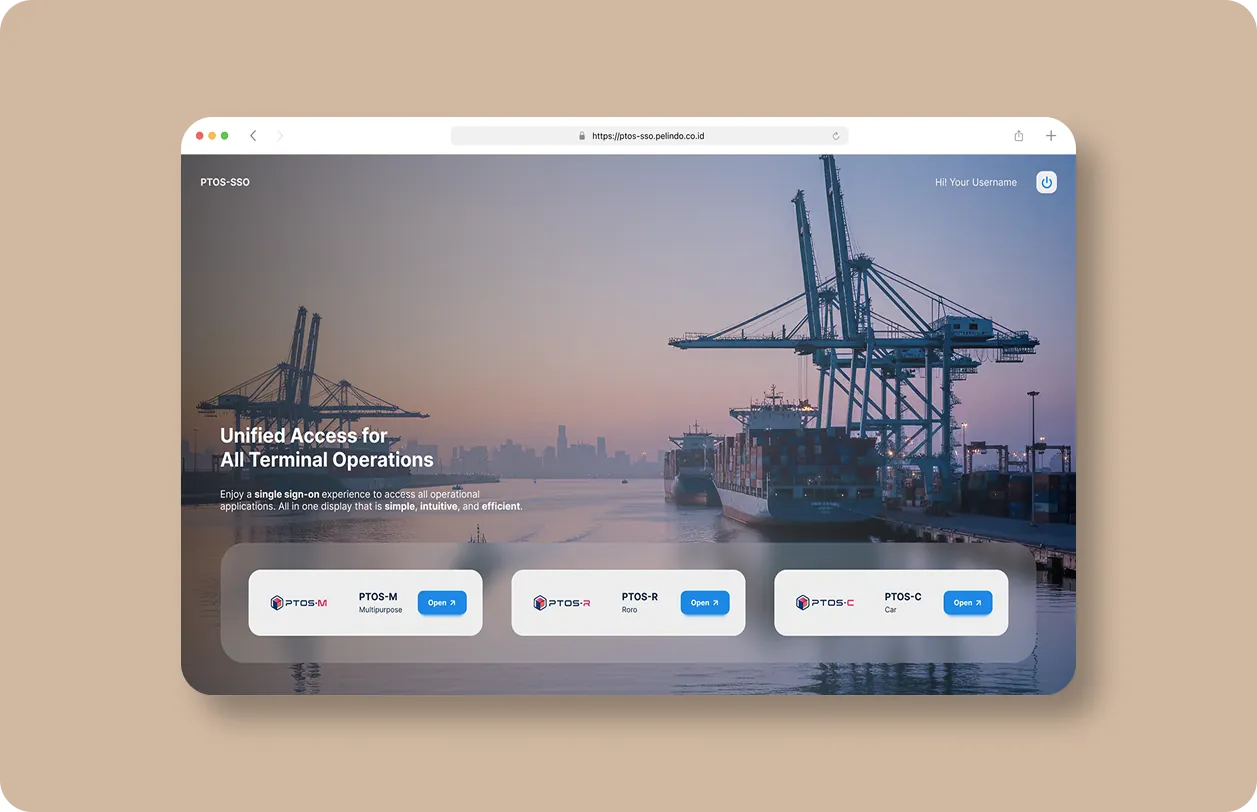 https://ptos-sso.pelindo.co.id
PTOS-SSO
Hi! Your Username
Unified Access for
All Terminal Operations
Enjoy a single sign-on experience to access all operational
applications. All in one display that is simple, intuitive, and efficient.
PTOS-M
PTOS-M
Multipurpose
Open
PTOS-R
PTOS-R
Roro
Open
PTOS-C
PTOS-C
Car
Open